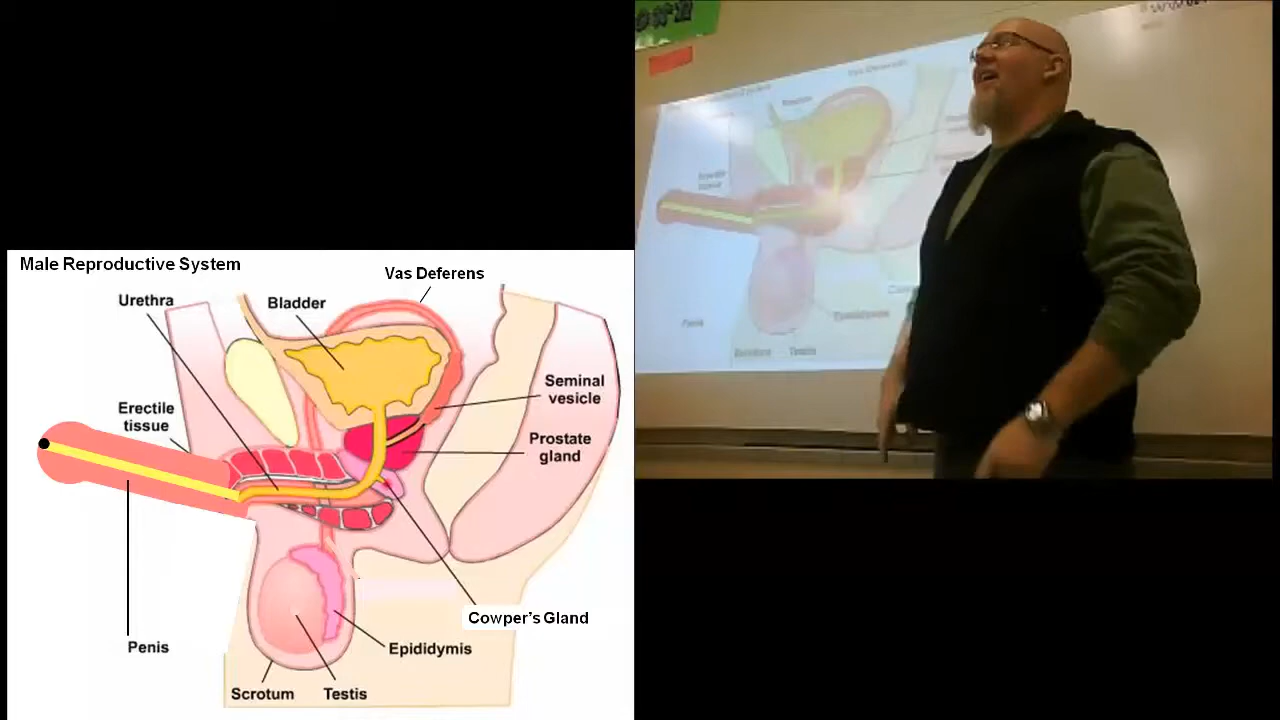 Male Reproductive System
Vas Deferens
Urethra
Bladder
Seminal
vesicle
Erectile
tissue
Prostate
gland
Cowper's Gland
Penis
Epididymis
Scrotum Testis